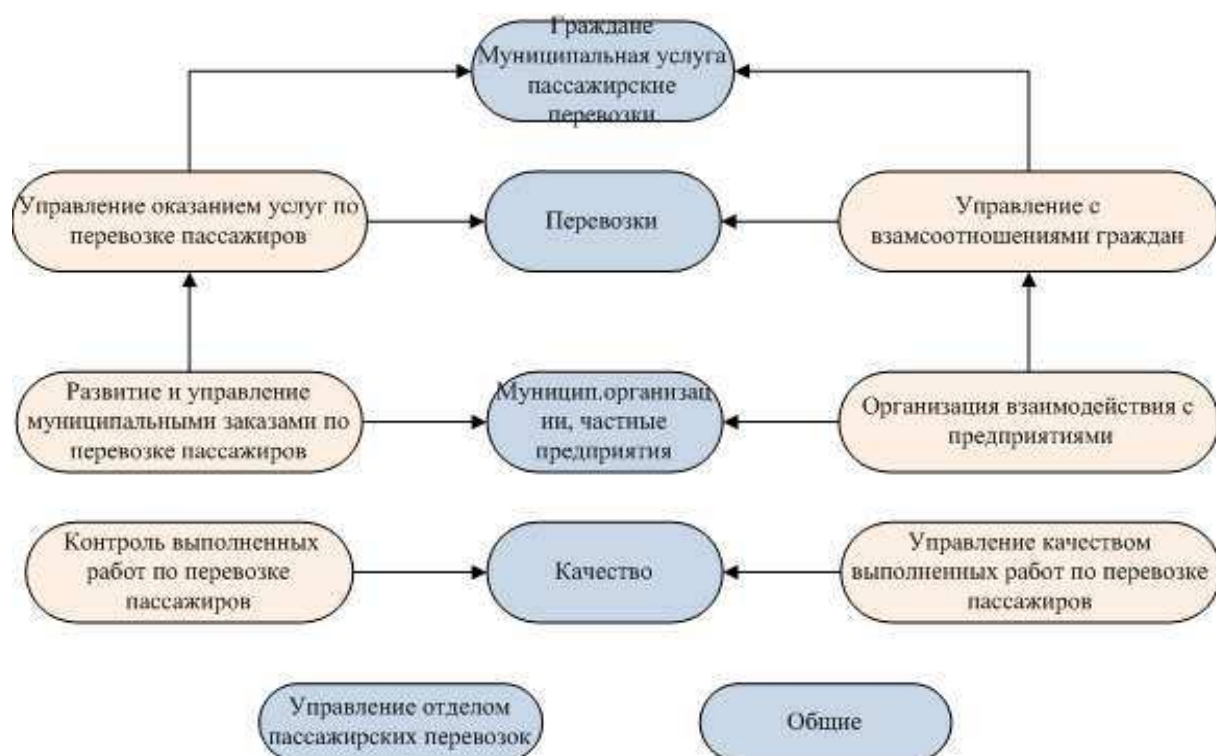 Граждане
Муниципальная услуга
пассажирские
перевозки
Управление оказанием услуг по
перевозке пассажиров
Перевозки
Управление с
взамсоотношениями граждан
Развитие и управление
муниципальными заказами по
перевозке пассажиров
Муницип.организац
ии, частные
предприятия
Организация взаимодействия с
предприятиями
Контроль выполненных
работ по перевозке
пассажиров
Качество
Управление качеством
выполненных работ по перевозке
пассажиров
Управление отделом
пассажирских перевозок
Общие